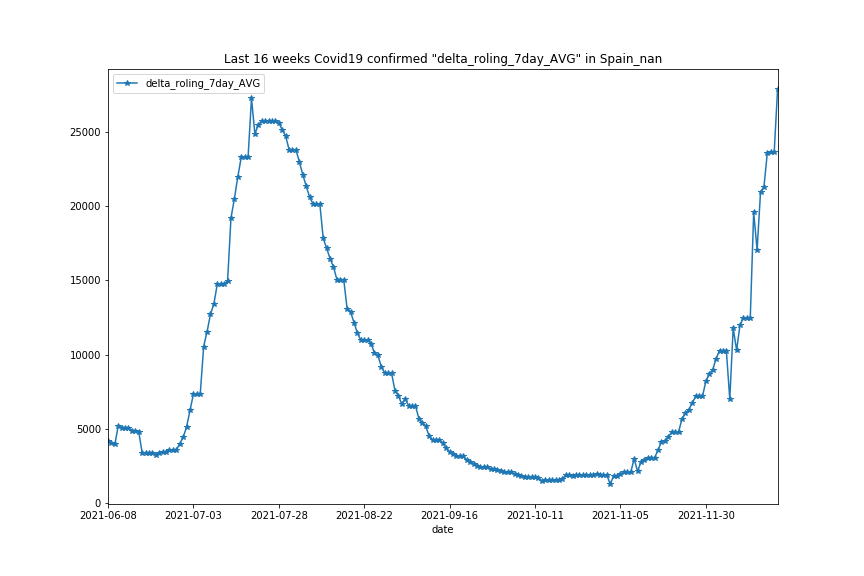 Last 16 weeks Covid19 confirmed "delta_roling_7day_AVG" in Spain_nan
delta_roling_7day_AVG
25000
20000
15000
10000
5000
0
2021-06-08 2021-07-03 2021-07-28 2021-08-22 2021-09-16 2021-10-11 2021-11-05 2021-11-30
date